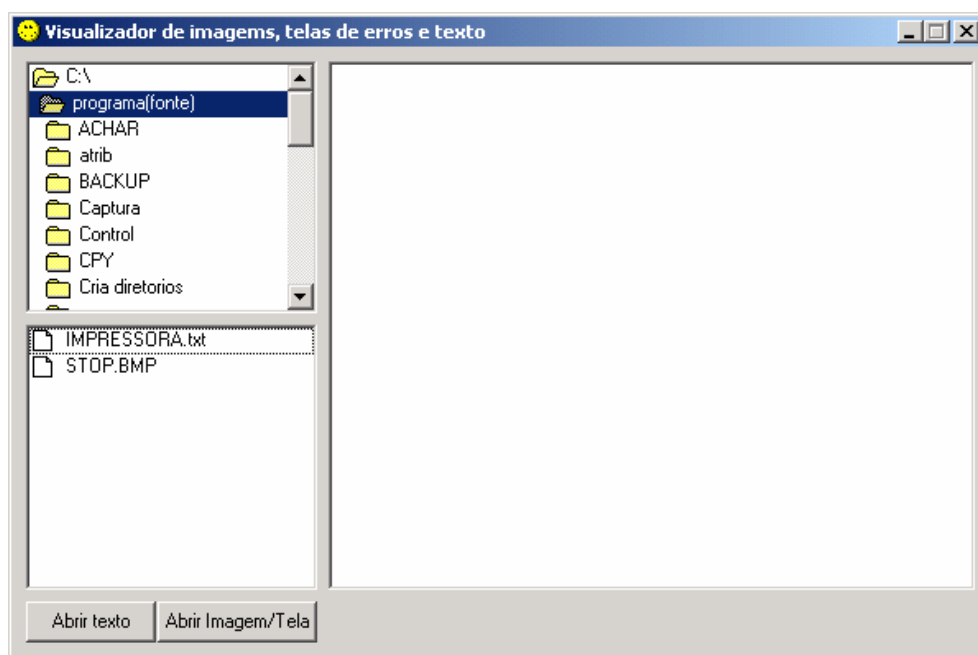 Visualizador de imagems, telas de erros e texto
C:\
programa(fonte)
ACHAR
atrib
BACKUP
Captura
Control
CPY
Cria diretorios
IMPRESSORA.txt
STOP.BMP
Abrir texto
Abrir Imagem/Tela